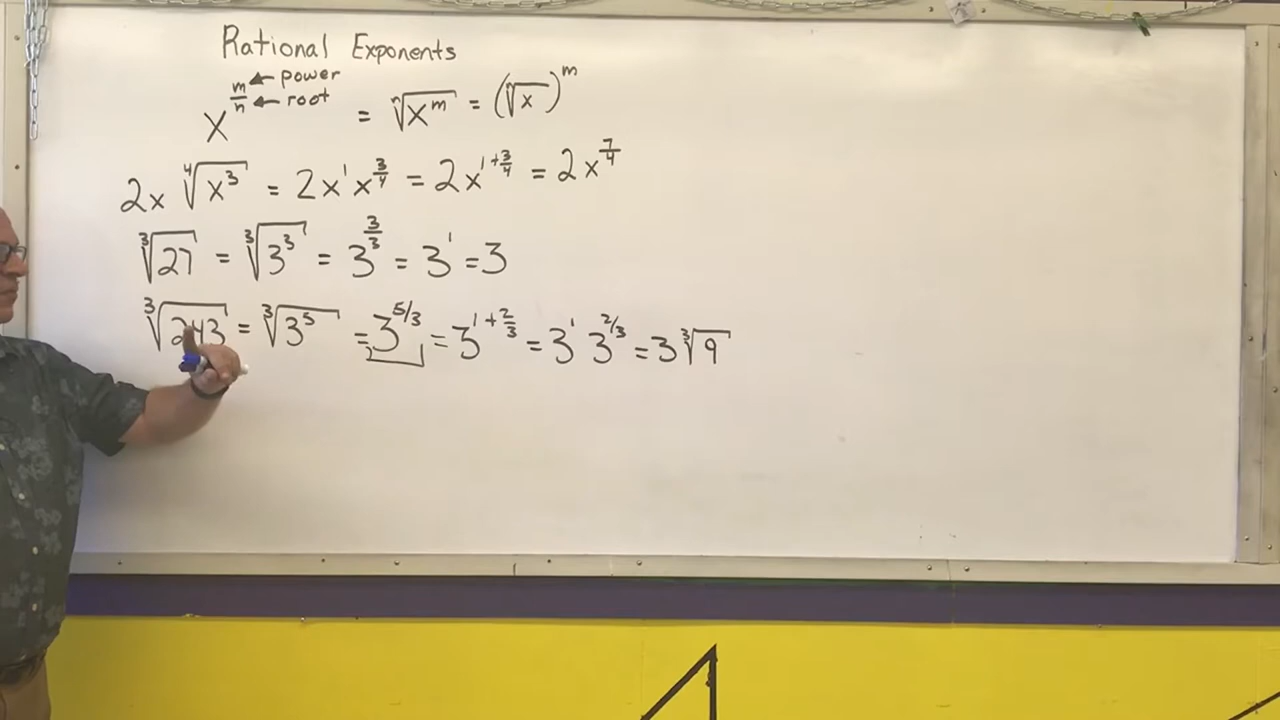 Rational Exponents
x^(m/n) ← power ← root = ⁿ√(x^m) = (ⁿ√x)^m
2x ⁴√(x³) = 2x¹x^(3/4) = 2x^(1+3/4) = 2x^(7/4)
³√27 = ³√(3³) = 3^(3/3) = 3¹ = 3
³√243 = ³√(3⁵) = 3^(5/3) = 3^(1+2/3) = 3¹ 3^(2/3) = 3 ³√9